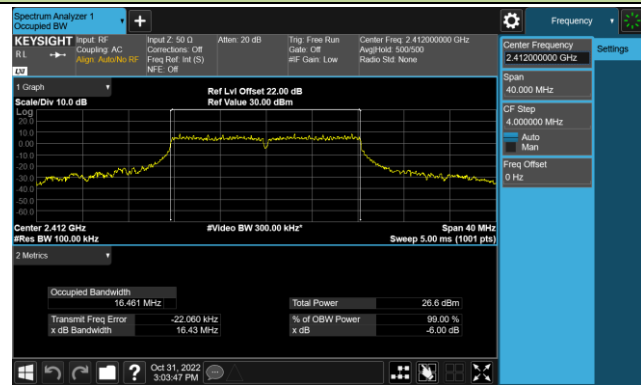 Spectrum Analyzer 1
Occupied BW
Frequency
KEYSIGHT
Input: RF
Input Z: 50 Ω
Atten: 20 dB
Trig: Free Run
Center Freq: 2.412000000 GHz
RL
Coupling: AC
Corrections: Off
Gate: Off
Avg|Hold: 500/500
Align: Auto/No RF
Freq Ref: Int (S)
#IF Gain: Low
Radio Std: None
NFE: Off
LXI
Center Frequency
2.412000000 GHz
Settings
Span
40.000 MHz
CF Step
4.000000 MHz
Auto
Man
Freq Offset
0 Hz
1 Graph
Ref Lvl Offset 22.00 dB
Scale/Div 10.0 dB
Ref Value 30.00 dBm
Log
20.0
10.0
0.00
-10.0
-20.0
-30.0
-40.0
-50.0
-60.0
Center 2.412 GHz
#Video BW 300.00 kHz*
Span 40 MHz
#Res BW 100.00 kHz
Sweep 5.00 ms (1001 pts)
2 Metrics
Occupied Bandwidth
16.461 MHz
Total Power
26.6 dBm
Transmit Freq Error
-22.060 kHz
% of OBW Power
99.00 %
x dB Bandwidth
16.43 MHz
x dB
-6.00 dB
?
Oct 31, 2022
3:03:47 PM